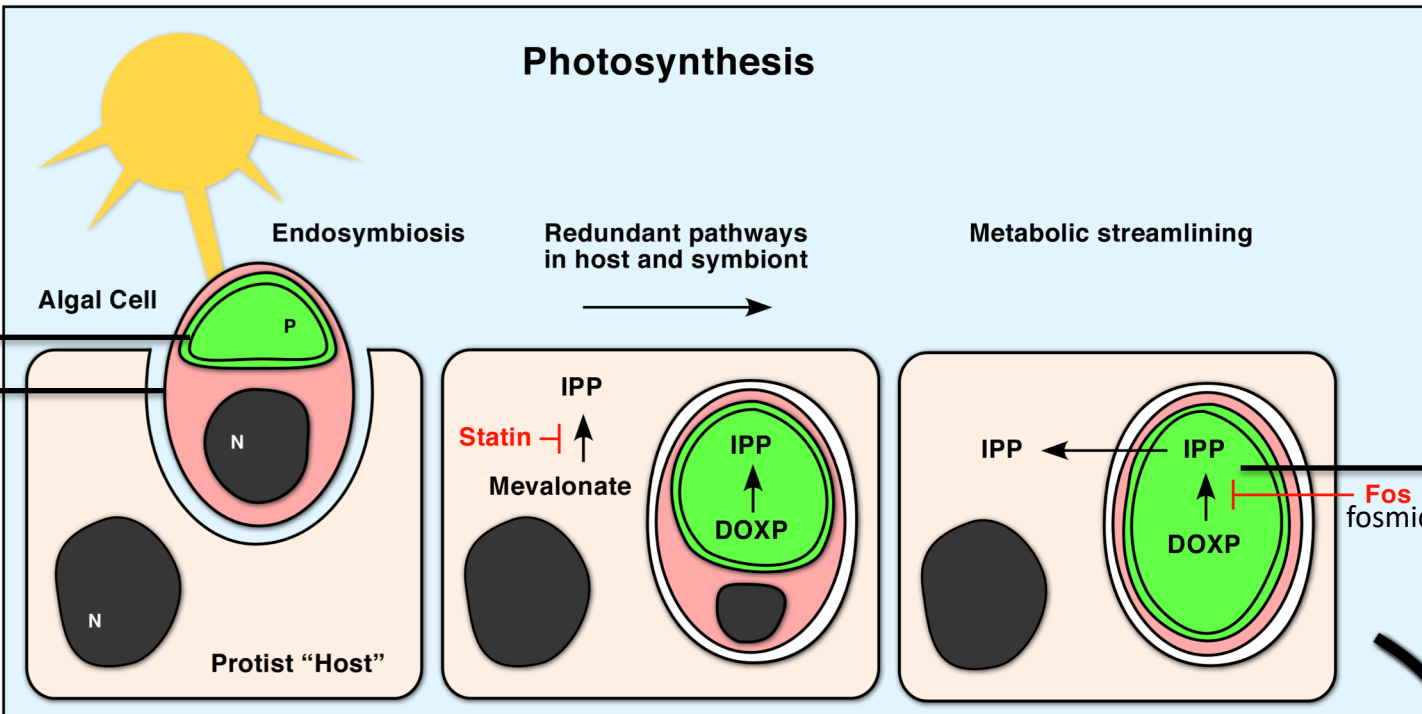 Photosynthesis
Endosymbiosis
Redundant pathways
in host and symbiont
Metabolic streamlining
Algal Cell
P
N
N
Protist “Host”
IPP
Statin
Mevalonate
IPP
DOXP
IPP
IPP
DOXP
Fos